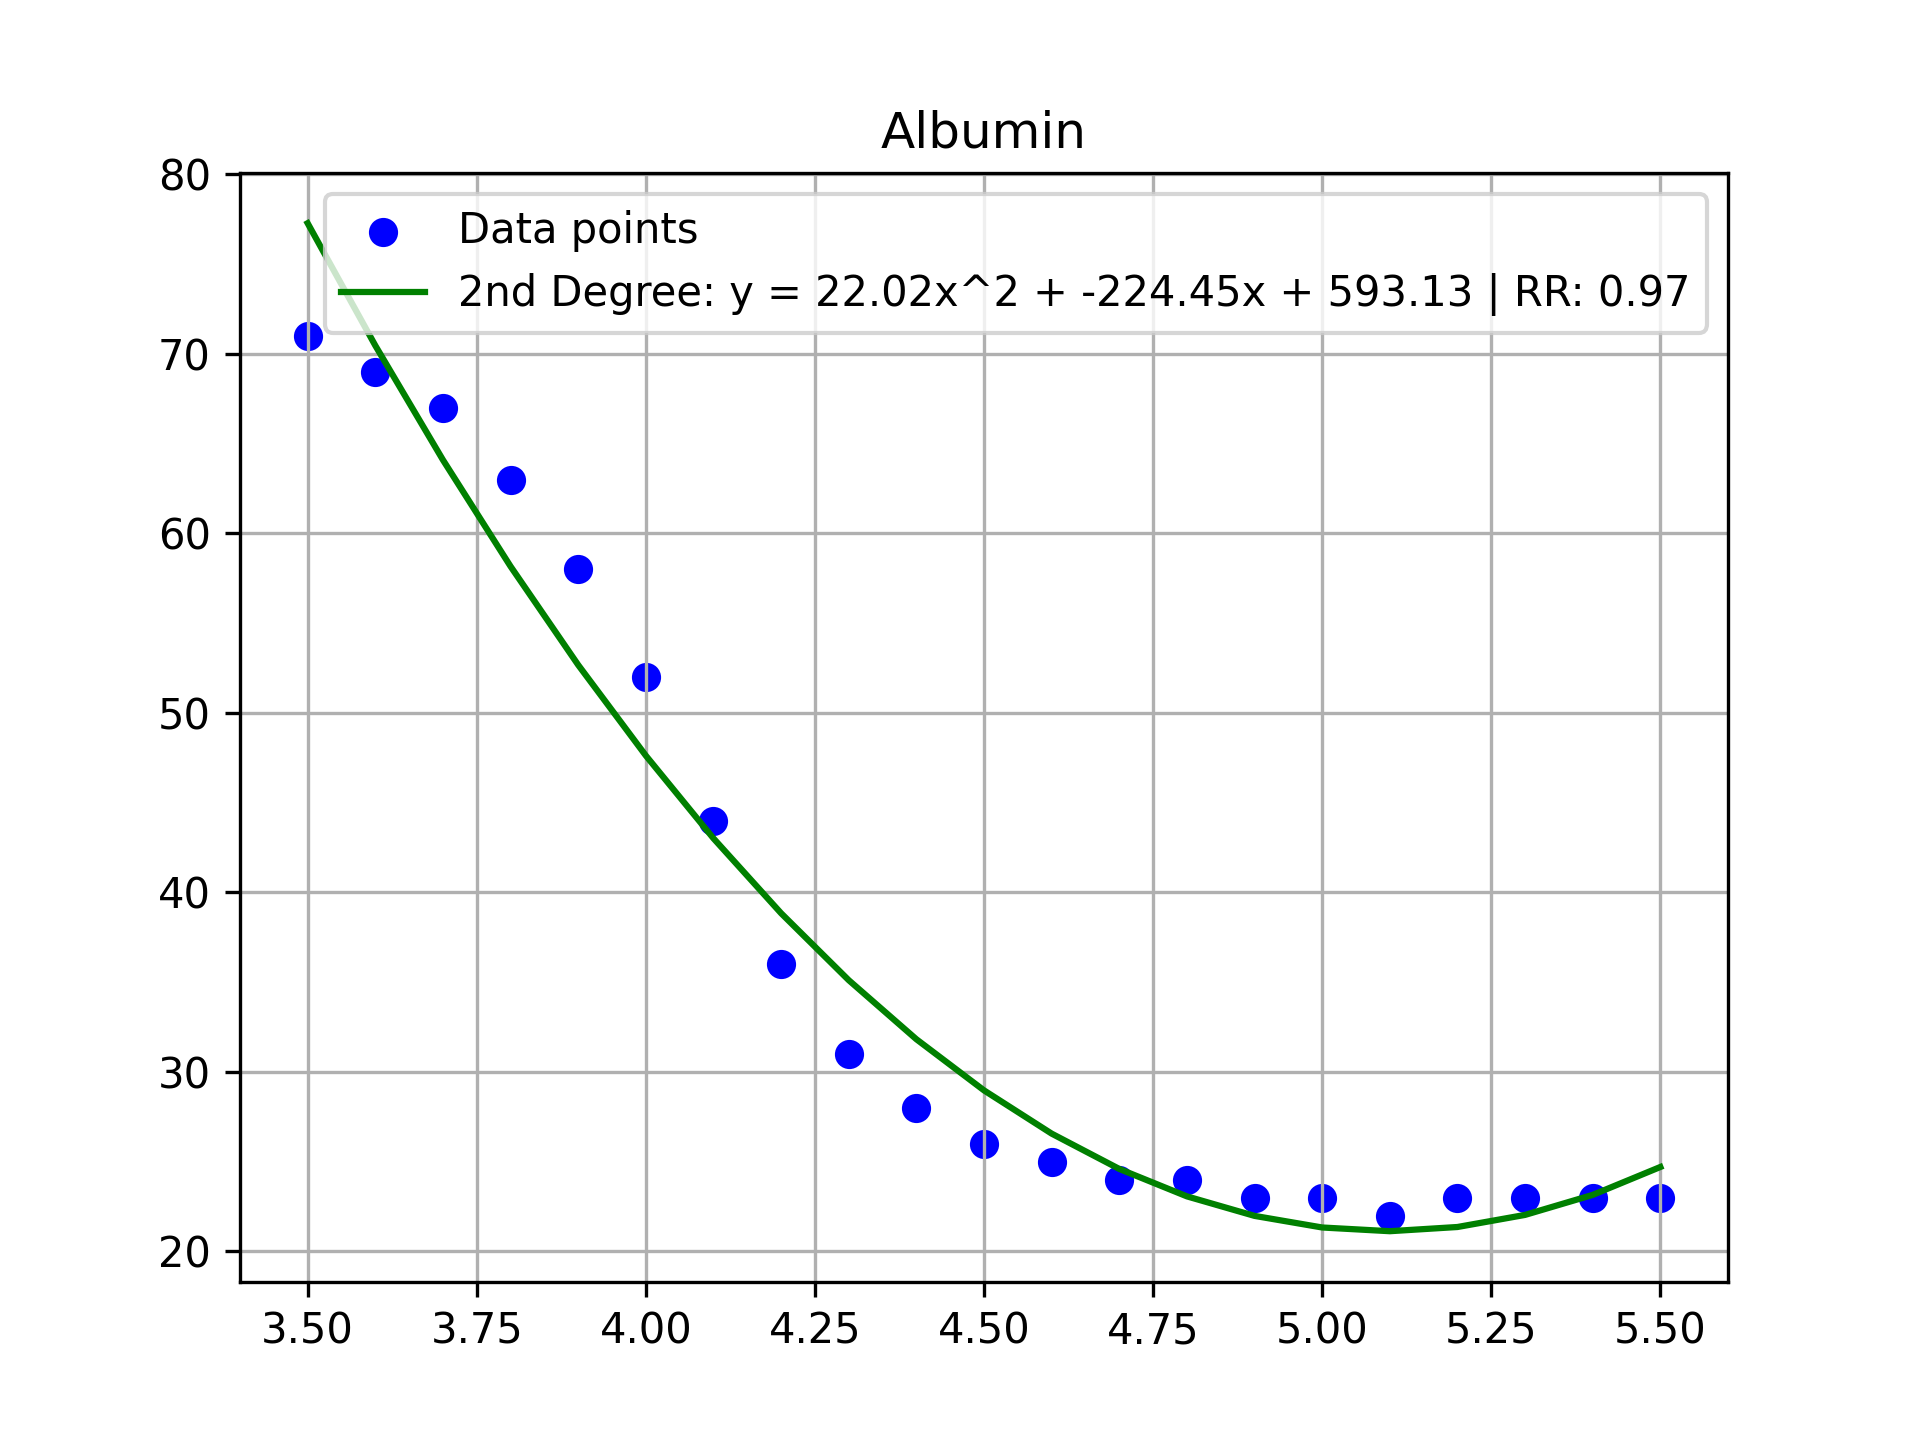 Albumin
Data points
2nd Degree: y = 22.02x^2 + -224.45x + 593.13 | RR: 0.97
80
70
60
50
40
30
20
3.50 3.75 4.00 4.25 4.50 4.75 5.00 5.25 5.50